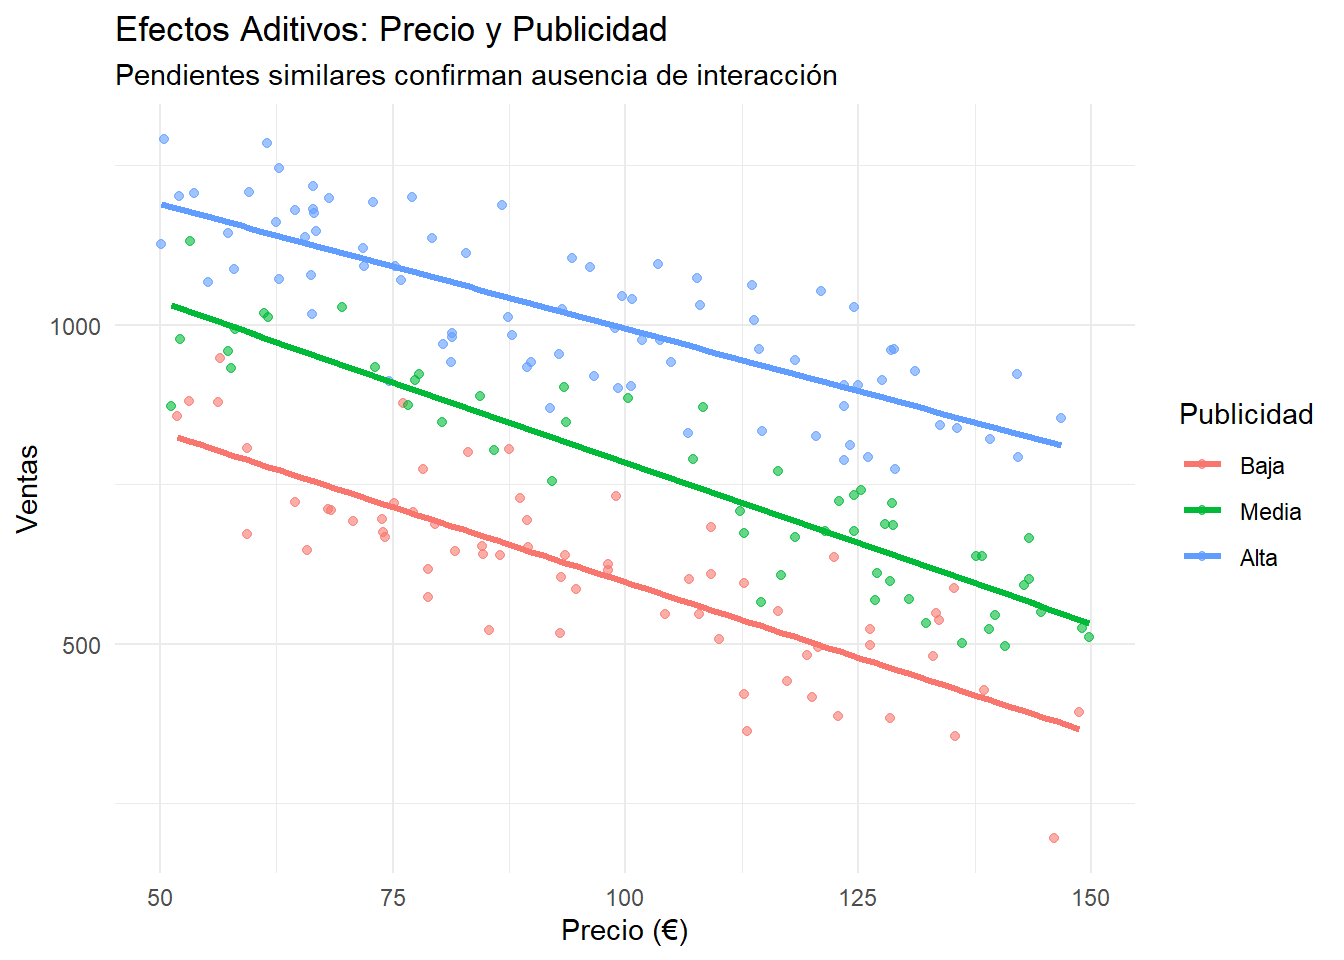 Efectos Aditivos: Precio y Publicidad
Pendientes similares confirman ausencia de interacción
Ventas
1000
500
50
75
100
125
150
Precio (€)
Publicidad
Baja
Media
Alta